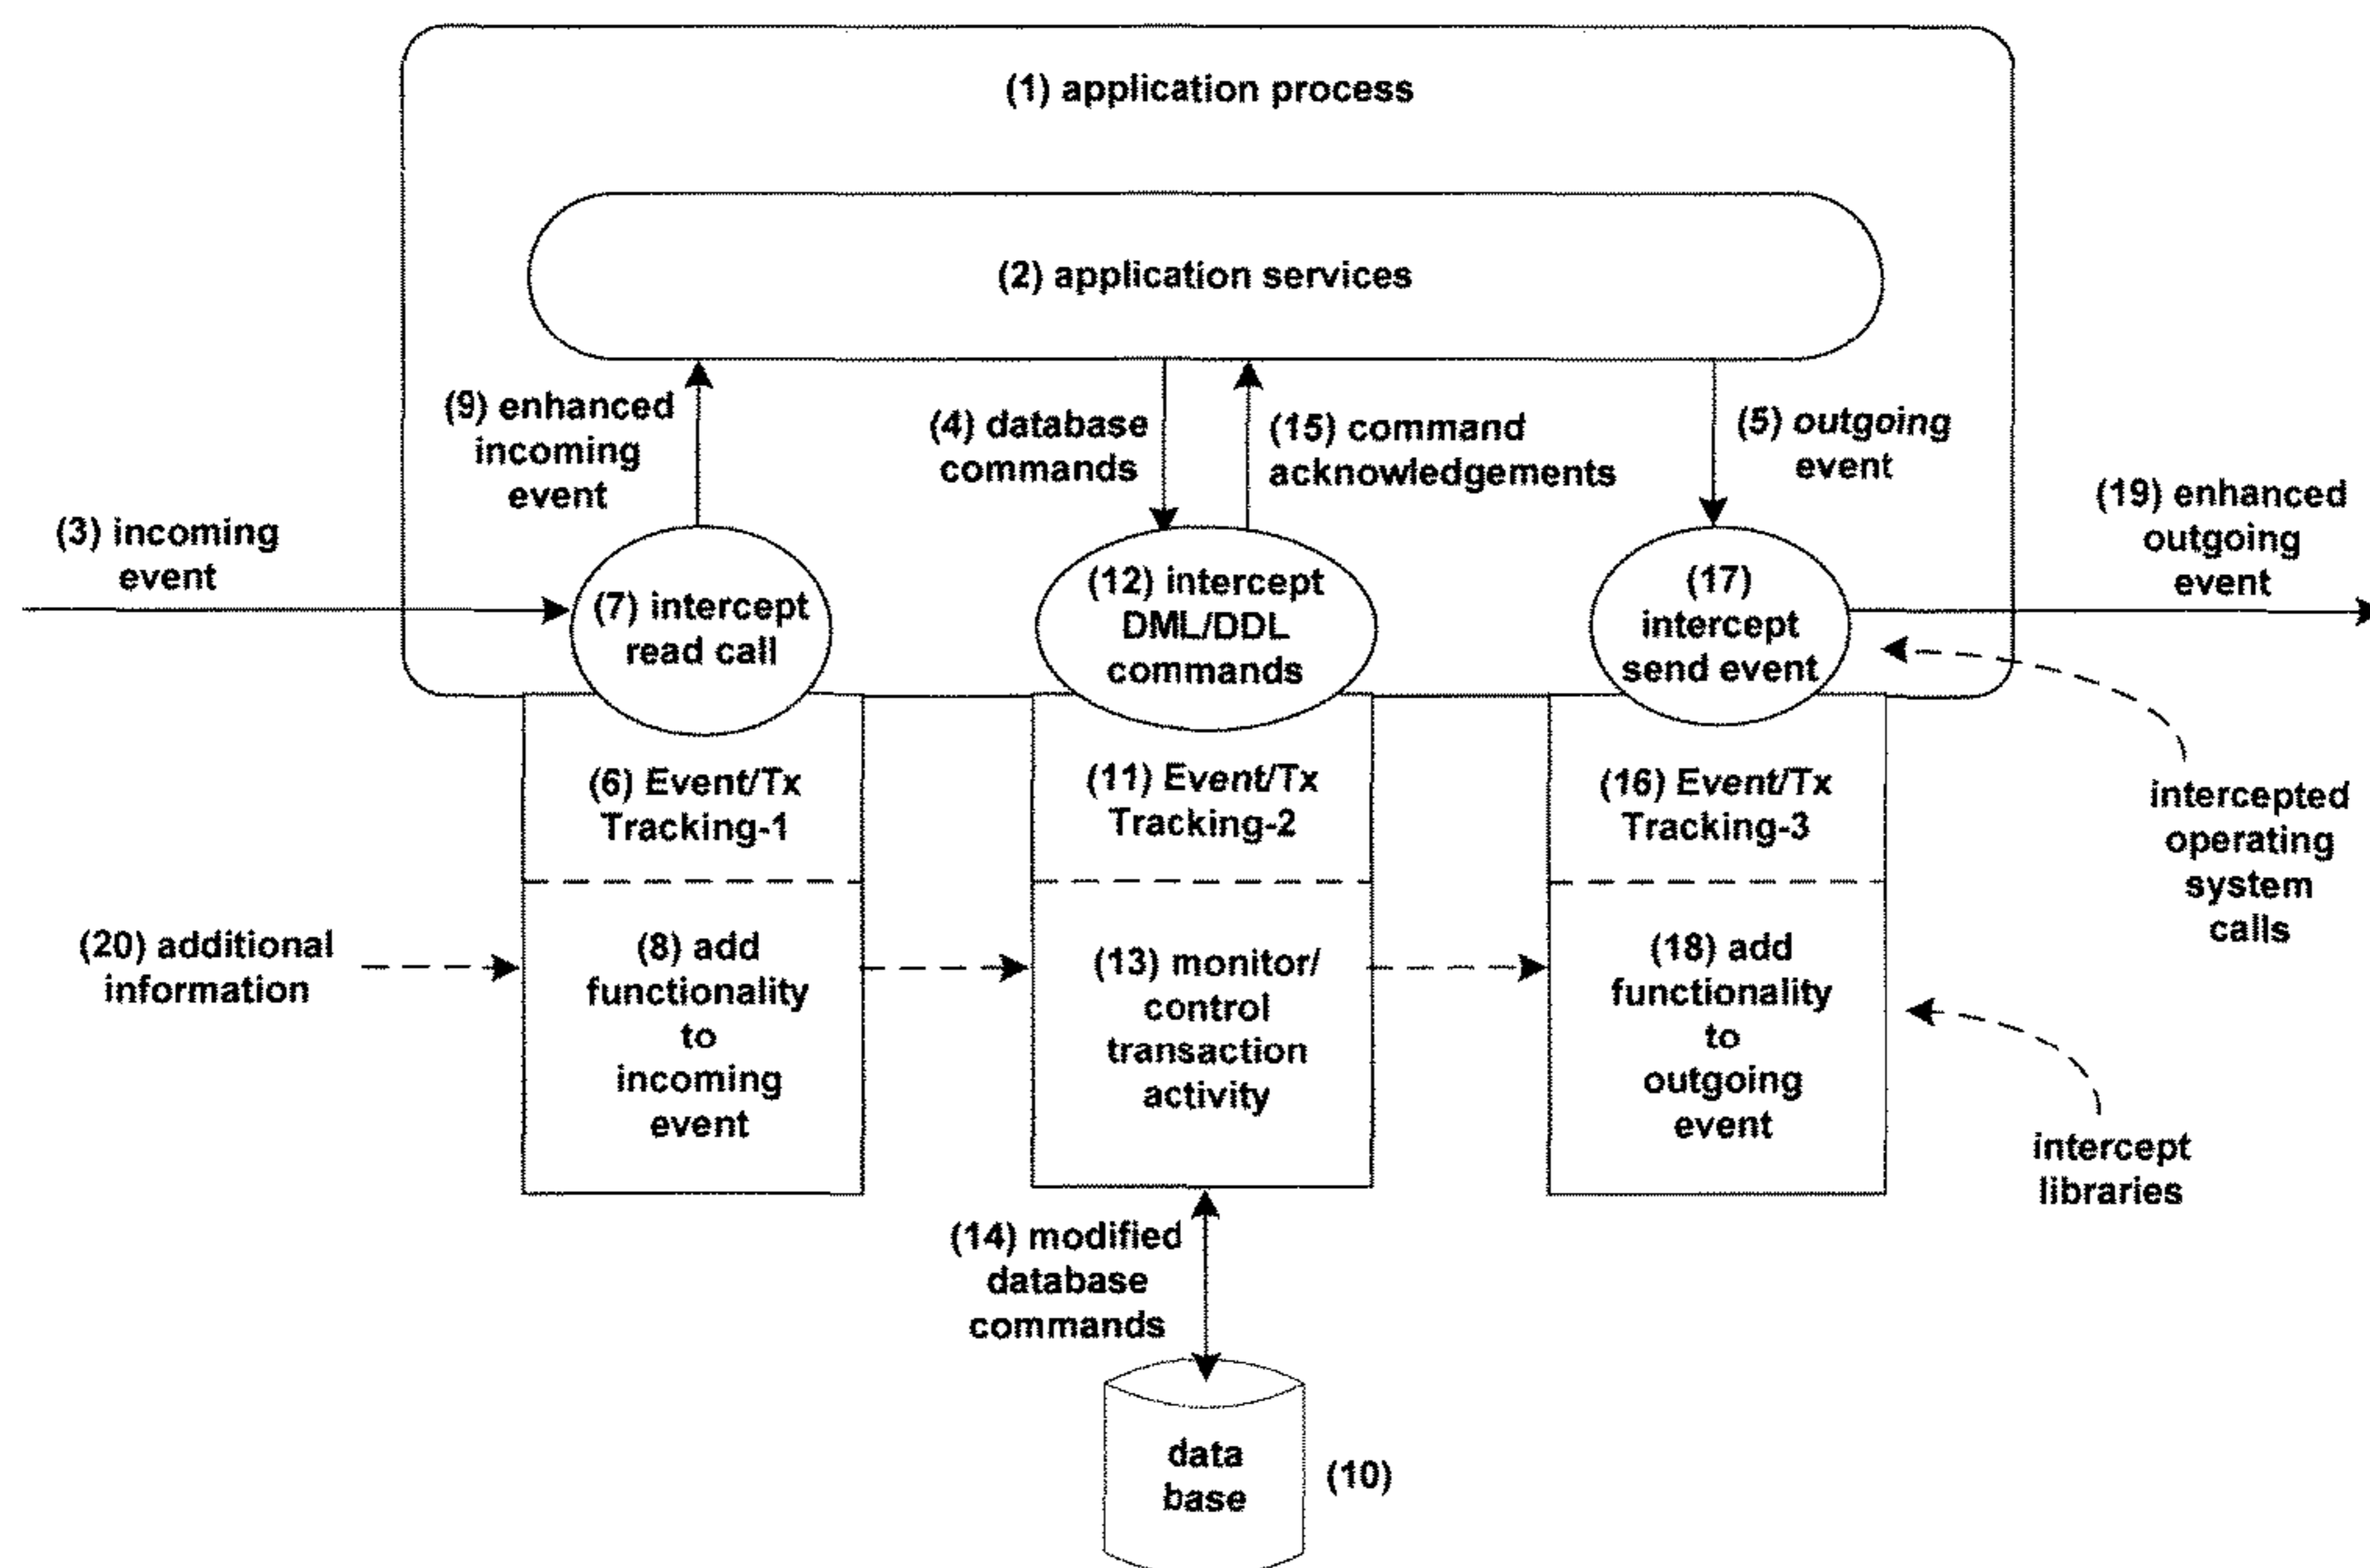 (1) application process
(2) application services
(9) enhanced
incoming
event
(4) database
commands
(15) command
acknowledgements
(5) outgoing
event
(3) incoming
event
(19) enhanced
outgoing
event
(7) intercept
read call
(12) intercept
DML/DDL
commands
(17)
intercept
send event
(6) Event/Tx
Tracking-1
(11) Event/Tx
Tracking-2
(16) Event/Tx
Tracking-3
intercepted
operating
system
calls
(20) additional
information
(8) add
functionality
to
incoming
event
(13) monitor/
control
transaction
activity
(18) add
functionality
to
outgoing
event
intercept
libraries
(14) modified
database
commands
data
base
(10)